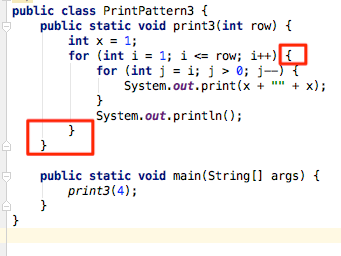 public class PrintPattern3 {
    public static void print3(int row) {
        int x = 1;
        for (int i = 1; i <= row; i++) {
            for (int j = i; j > 0; j--) {
                System.out.print(x + "" + x);
            }
            System.out.println();
        }
    }

    public static void main(String[] args) {
        print3(4);
    }
}